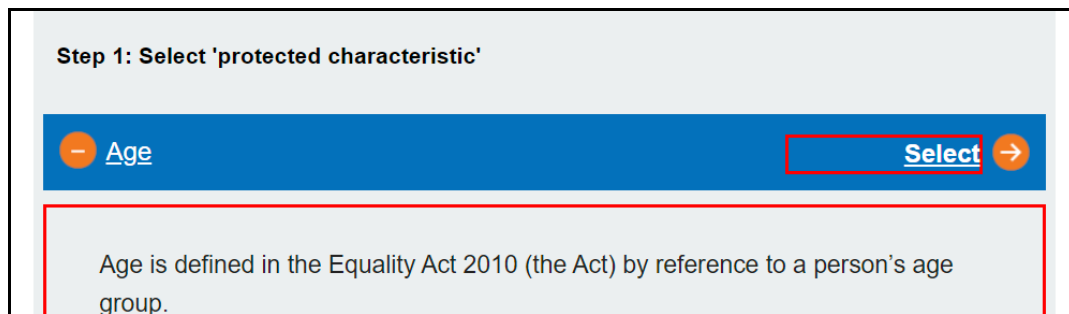 Step 1: Select 'protected characteristic'
Age Select
Age is defined in the Equality Act 2010 (the Act) by reference to a person’s age
group.